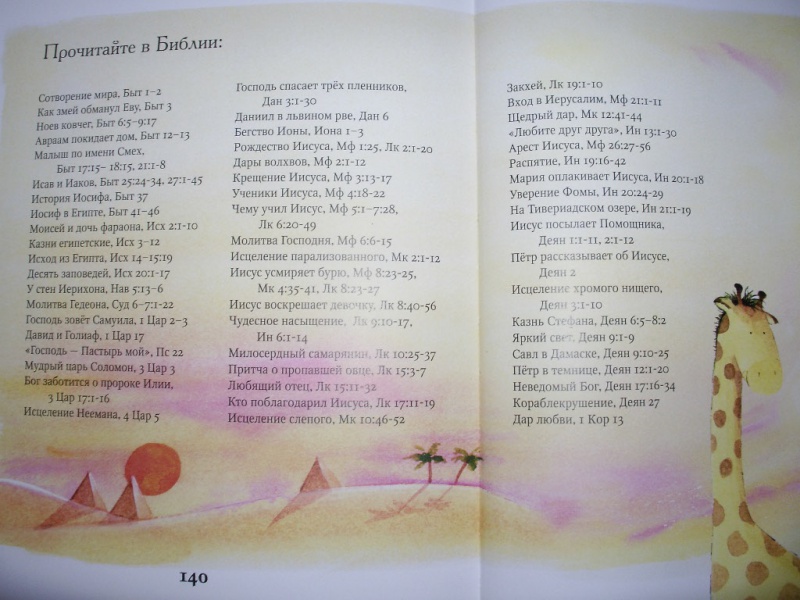 Прочитайте в Библии:
Сотворение мира, Быт 1–2
Как змей обманул Еву, Быт 3
Ноев ковчег, Быт 6:5–9:17
Авраам покидает дом, Быт 12–13
Малыш по имени Смех,
Быт 17:15– 18:15, 21:1-8
Исав и Иаков, Быт 25:24-34, 27:1-45
История Иосифа, Быт 37
Иосиф в Египте, Быт 41–46
Моисей и дочь фараона, Исх 2:1-10
Казни египетские, Исх 3–12
Исход из Египта, Исх 14–15:19
Десять заповедей, Исх 20:1-17
У стен Иерихона, Нав 5:13–6
Молитва Гедеона, Суд 6–7:1-22
Господь зовёт Самуила, 1 Цар 2–3
Давид и Голиаф, 1 Цар 17
«Господь — Пастырь мой», Пс 22
Мудрый царь Соломон, 3 Цар 3
Бог заботится о пророке Илии,
3 Цар 17:1-16
Исцеление Неемана, 4 Цар 5
Господь спасает трёх пленников,
Дан 3:1-30
Даниил в львином рве, Дан 6
Бегство Ионы, Иона 1–3
Рождество Иисуса, Мф 1:25, Лк 2:1-20
Дары волхвов, Мф 2:1-12
Крещение Иисуса, Мф 3:13-17
Ученики Иисуса, Мф 4:18-22
Чему учил Иисус, Мф 5:1–7:28,
Лк 6:20-49
Молитва Господня, Мф 6:6-15
Исцеление парализованного, Мк 2:1-12
Иисус усмиряет бурю, Мф 8:23-25,
Мк 4:35-41, Лк 8:23-27
Иисус воскрешает девочку, Лк 8:40-56
Чудесное насыщение, Лк 9:10-17,
Ин 6:1-14
Милосердный самарянин, Лк 10:25-37
Притча о пропавшей овце, Лк 15:3-7
Любящий отец, Лк 15:11-32
Кто поблагодарил Иисуса, Лк 17:11-19
Исцеление слепого, Мк 10:46-52
Закхей, Лк 19:1-10
Вход в Иерусалим, Мф 21:1-11
Щедрый дар, Мк 12:41-44
«Любите друг друга», Ин 13:1-30
Арест Иисуса, Мф 26:27-56
Распятие, Ин 19:16-42
Мария оплакивает Иисуса, Ин 20:1-18
Уверение Фомы, Ин 20:24-29
На Тивериадском озере, Ин 21:1-19
Иисус посылает Помощника,
Деян 1:1-11, 2:1-12
Пётр рассказывает об Иисусе,
Деян 2
Исцеление хромого нищего,
Деян 3:1-10
Казнь Стефана, Деян 6:5–8:2
Яркий свет, Деян 9:1-9
Савл в Дамаске, Деян 9:10-25
Пётр в темнице, Деян 12:1-20
Неведомый Бог, Деян 17:16-34
Кораблекрушение, Деян 27
Дар любви, 1 Кор 13
140